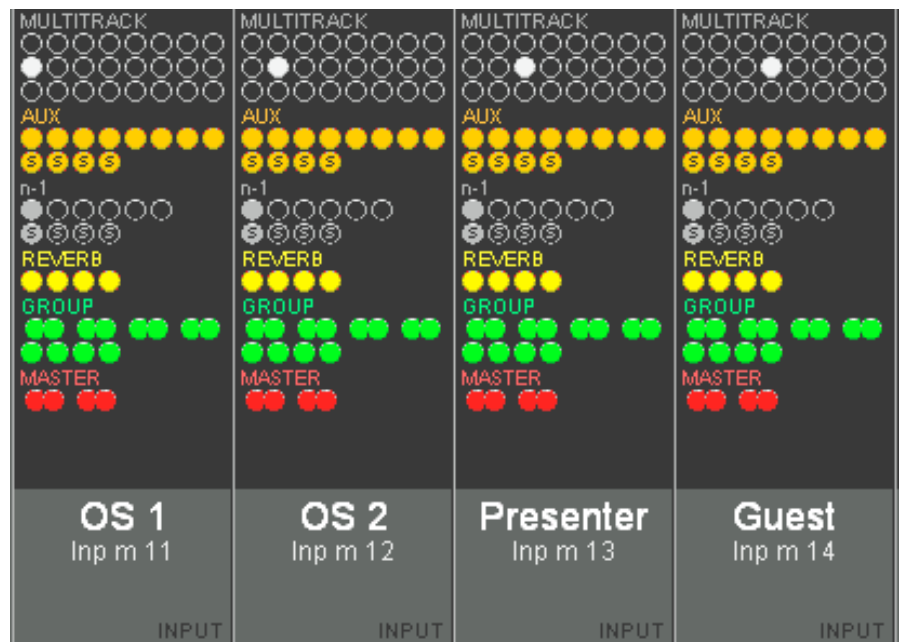 MULTITRACK
AUX
S S S S
n-1
S S S S
REVERB
GROUP
MASTER
OS 1
Inp m 11
INPUT
MULTITRACK
AUX
S S S S
n-1
S S S S
REVERB
GROUP
MASTER
OS 2
Inp m 12
INPUT
MULTITRACK
AUX
S S S S
n-1
S S S S
REVERB
GROUP
MASTER
Presenter
Inp m 13
INPUT
MULTITRACK
AUX
S S S S
n-1
S S S S
REVERB
GROUP
MASTER
Guest
Inp m 14
INPUT